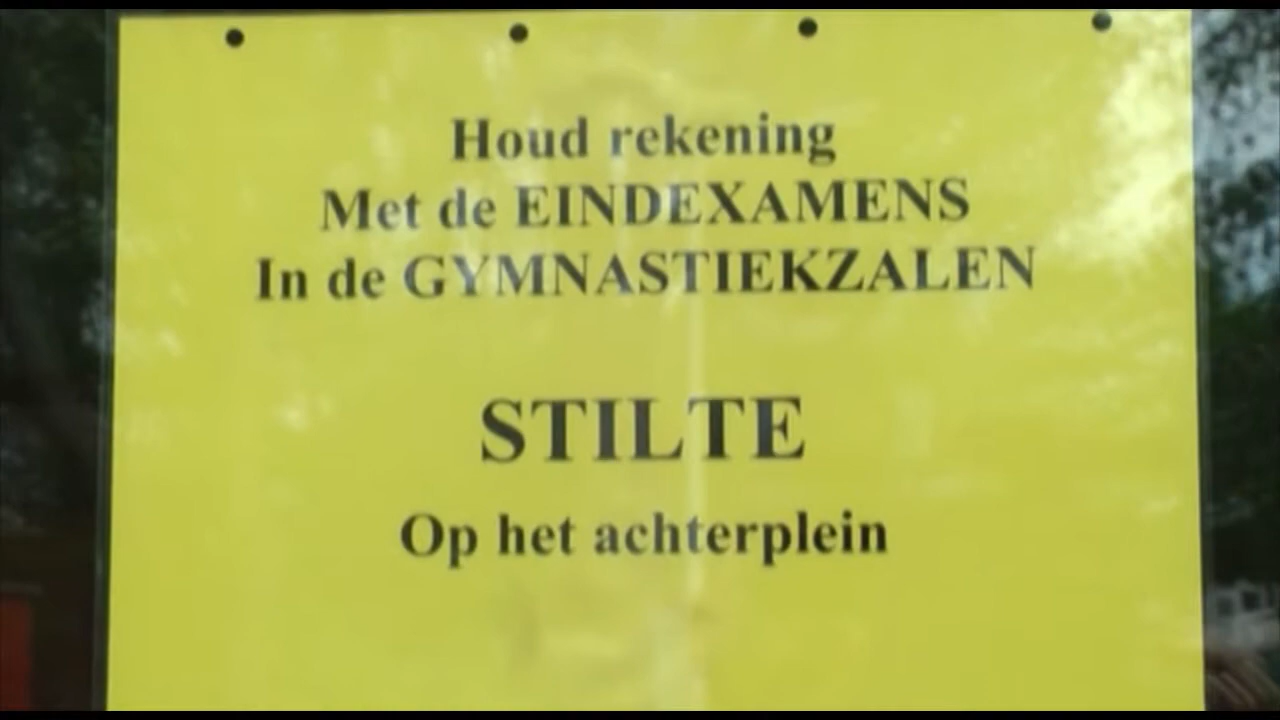 Houd rekening
Met de EINDEXAMENS
In de GYMNASTIEKZALEN
STILTE
Op het achterplein